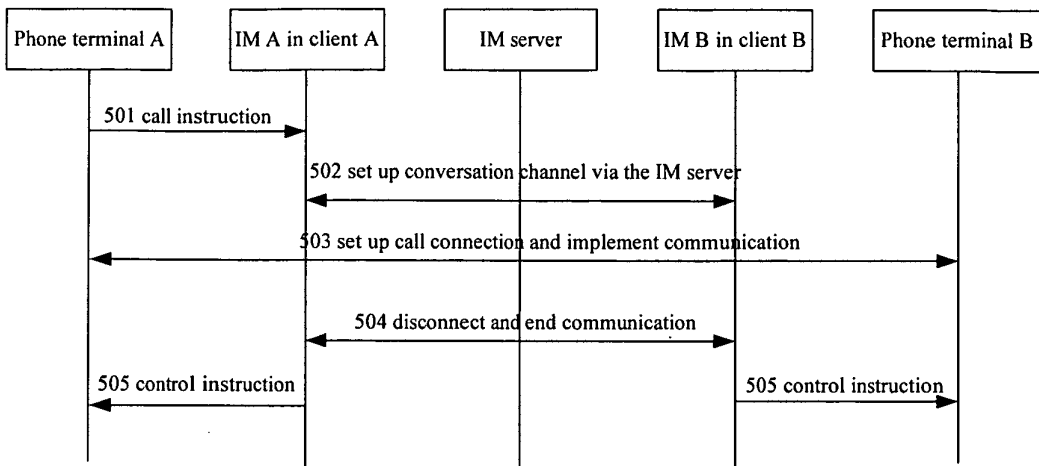 Phone terminal A
IM A in client A
IM server
IM B in client B
Phone terminal B
501 call instruction
502 set up conversation channel via the IM server
503 set up call connection and implement communication
504 disconnect and end communication
505 control instruction
505 control instruction